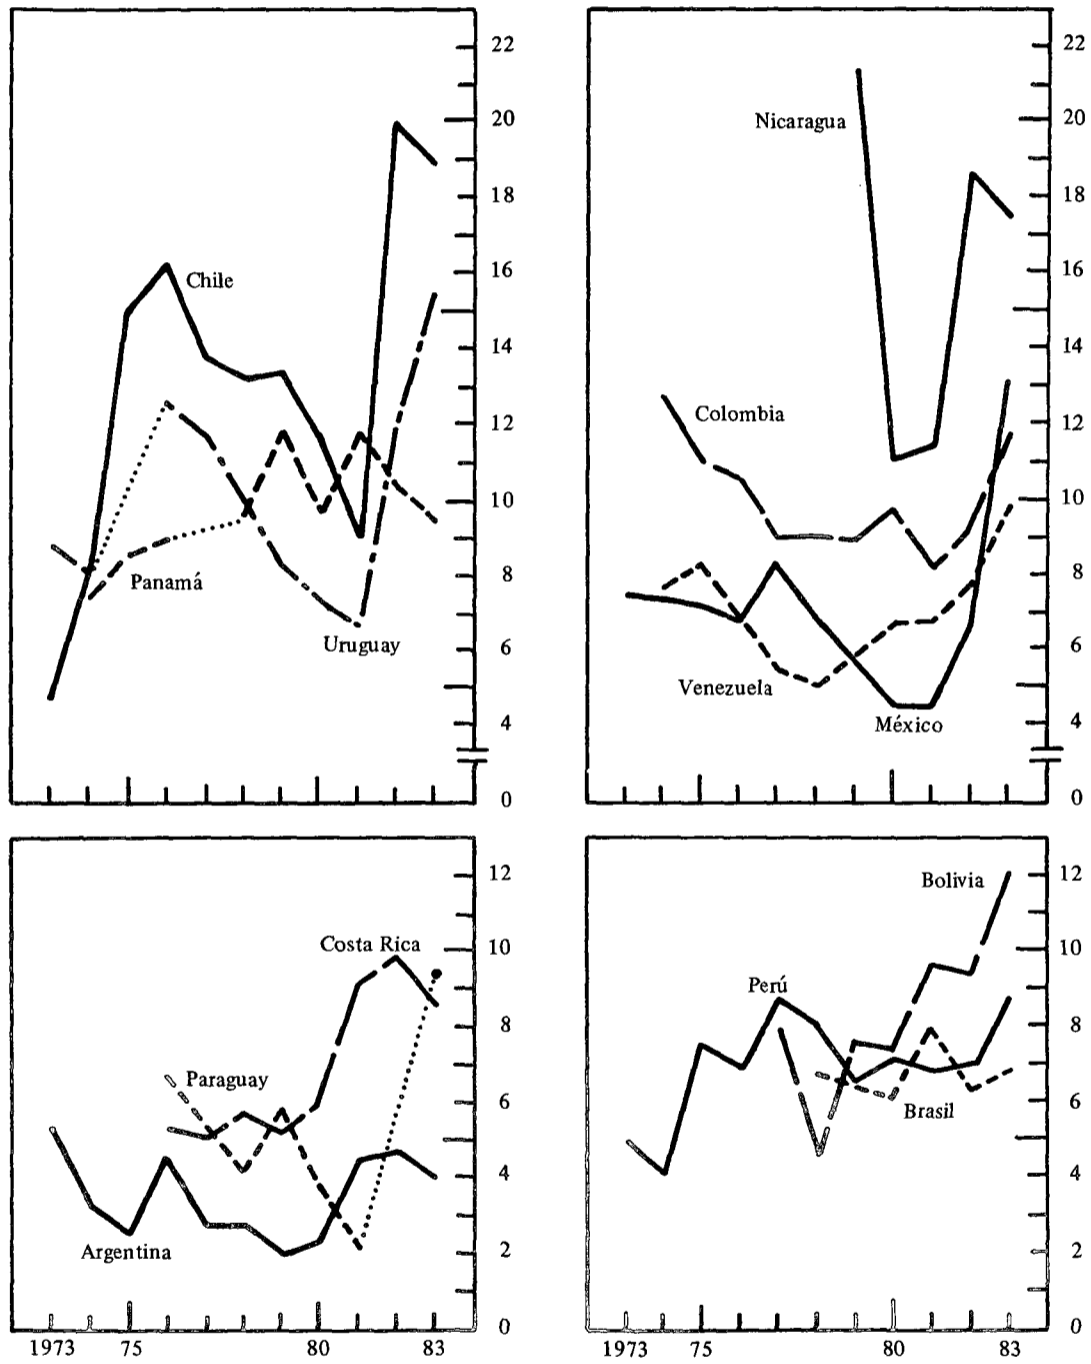 22
20
18
16
14
12
10
8
6
4
0
Chile
Panamá
Uruguay
22
20
18
16
14
12
10
8
6
4
0
Nicaragua
Colombia
Venezuela
México
12
10
8
6
4
2
0
Costa Rica
Paraguay
Argentina
1973 75 80 83
12
10
8
6
4
2
0
Bolivia
Perú
Brasil
1973 75 80 83